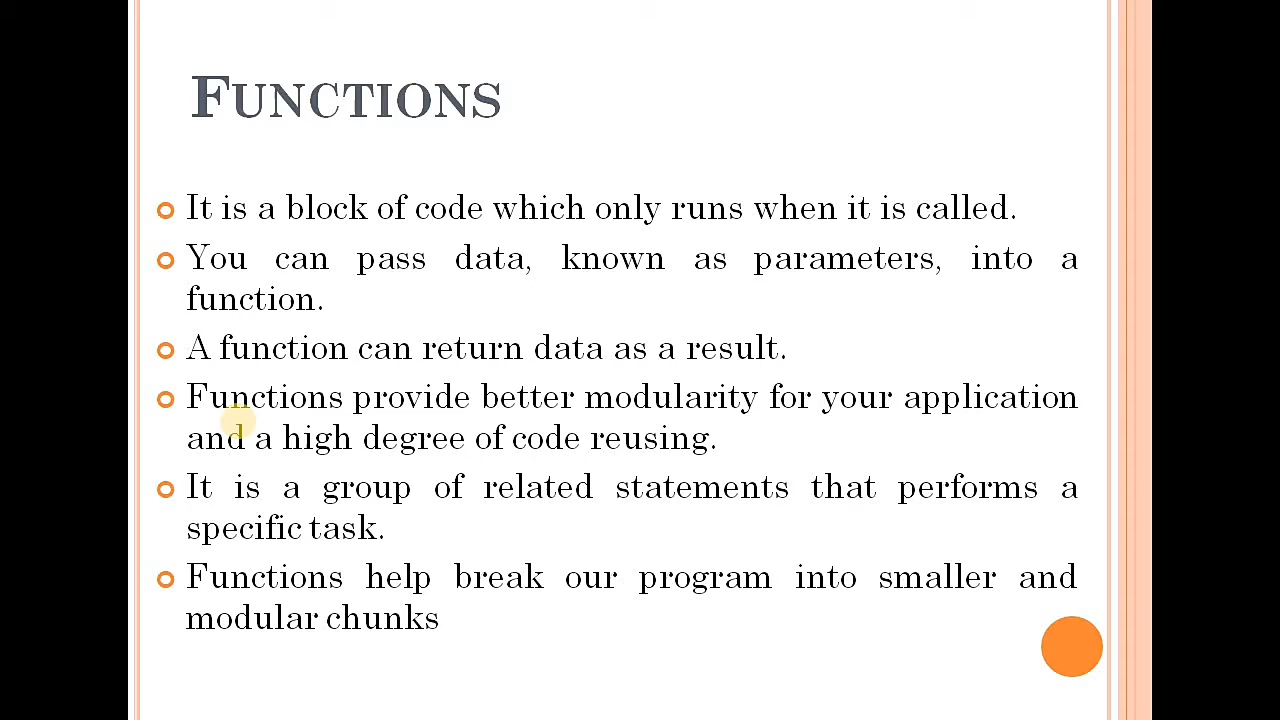 FUNCTIONS
It is a block of code which only runs when it is called.
You can pass data, known as parameters, into a
function.
A function can return data as a result.
Functions provide better modularity for your application
and a high degree of code reusing.
It is a group of related statements that performs a
specific task.
Functions help break our program into smaller and
modular chunks